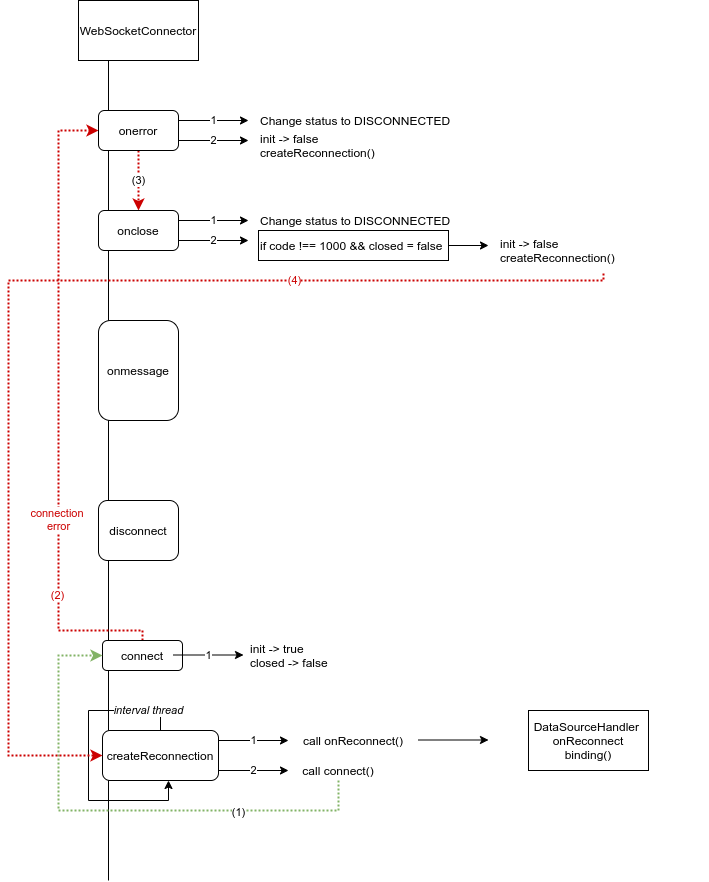 WebSocketConnector
onerror
1
Change status to DISCONNECTED
2
init -> false
createReconnection()
(3)
onclose
1
Change status to DISCONNECTED
2
if code !== 1000 && closed = false
init -> false
createReconnection()
(4)
onmessage
connection
error
disconnect
(2)
connect
1
init -> true
closed -> false
interval thread
createReconnection
1
call onReconnect()
DataSourceHandler
onReconnect
binding()
2
call connect()
(1)